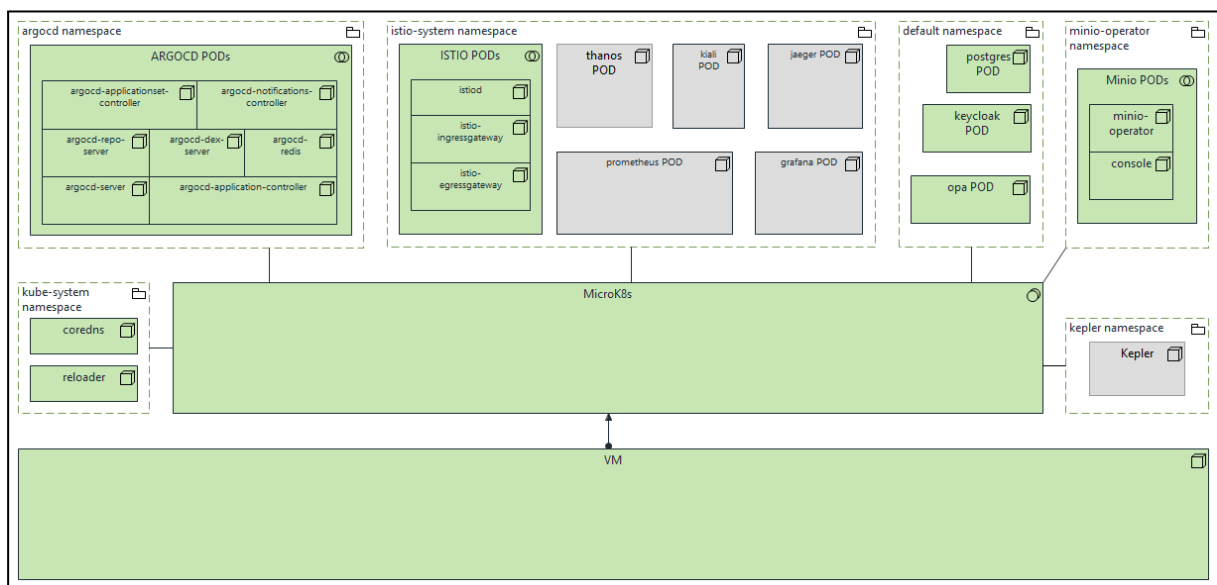 argocd namespace
ARGOCD PODs
argocd-applicationset-
controller
argocd-notifications-
controller
argocd-repo-
server
argocd-dex-
server
argocd-
redis
argocd-server
argocd-application-controller
istio-system namespace
ISTIO PODs
istiod
istio-
ingressgateway
istio-
egressgateway
thanos
POD
kiali
POD
jaeger POD
prometheus POD
grafana POD
default namespace
postgres
POD
keycloak
POD
opa POD
minio-operator
namespace
Minio PODs
minio-
operator
console
kube-system
namespace
coredns
reloader
MicroK8s
kepler namespace
Kepler
VM